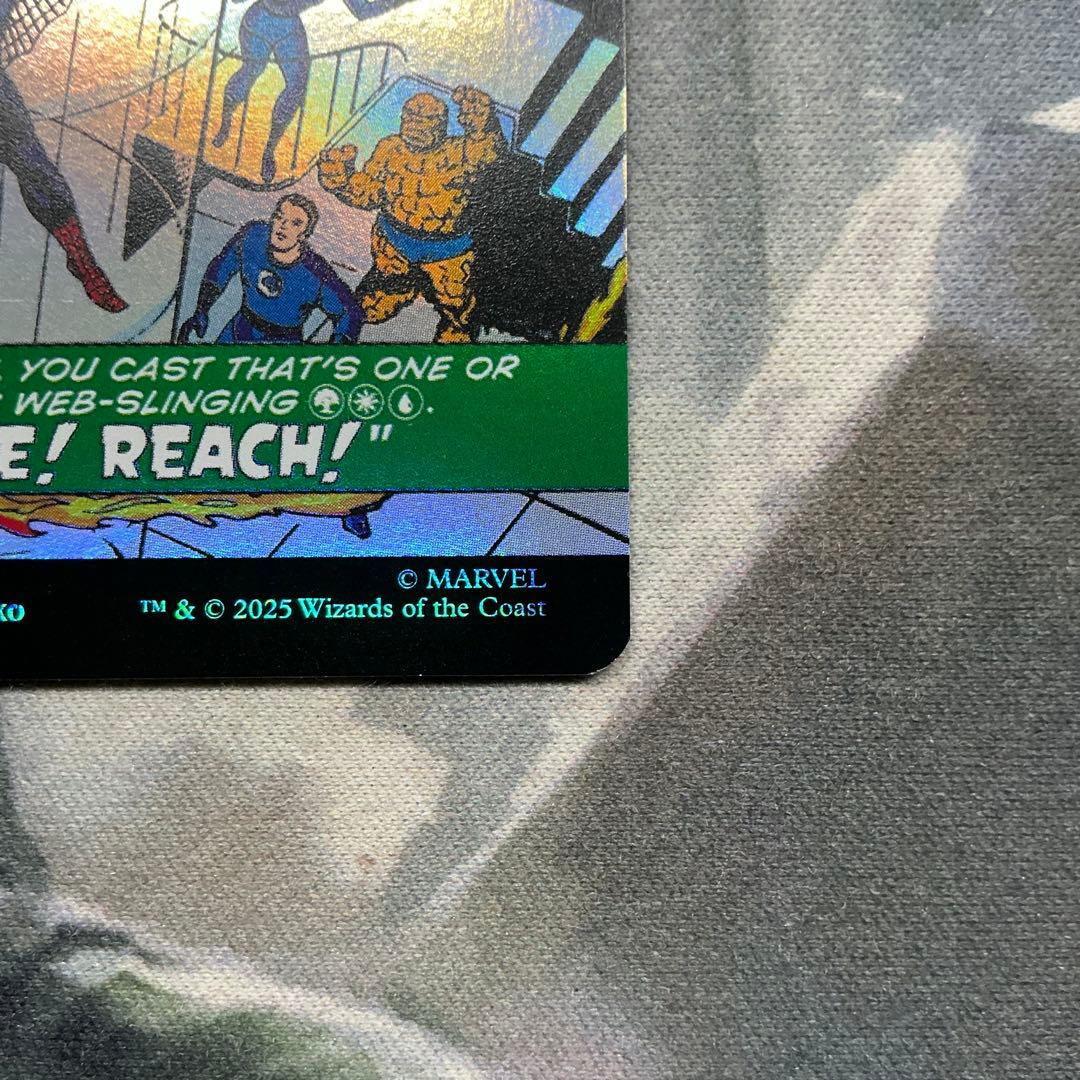 YOU CAST THAT'S ONE OR
WEB-SLINGING
REACH!"
© MARVEL
™ & © 2025 Wizards of the Coast